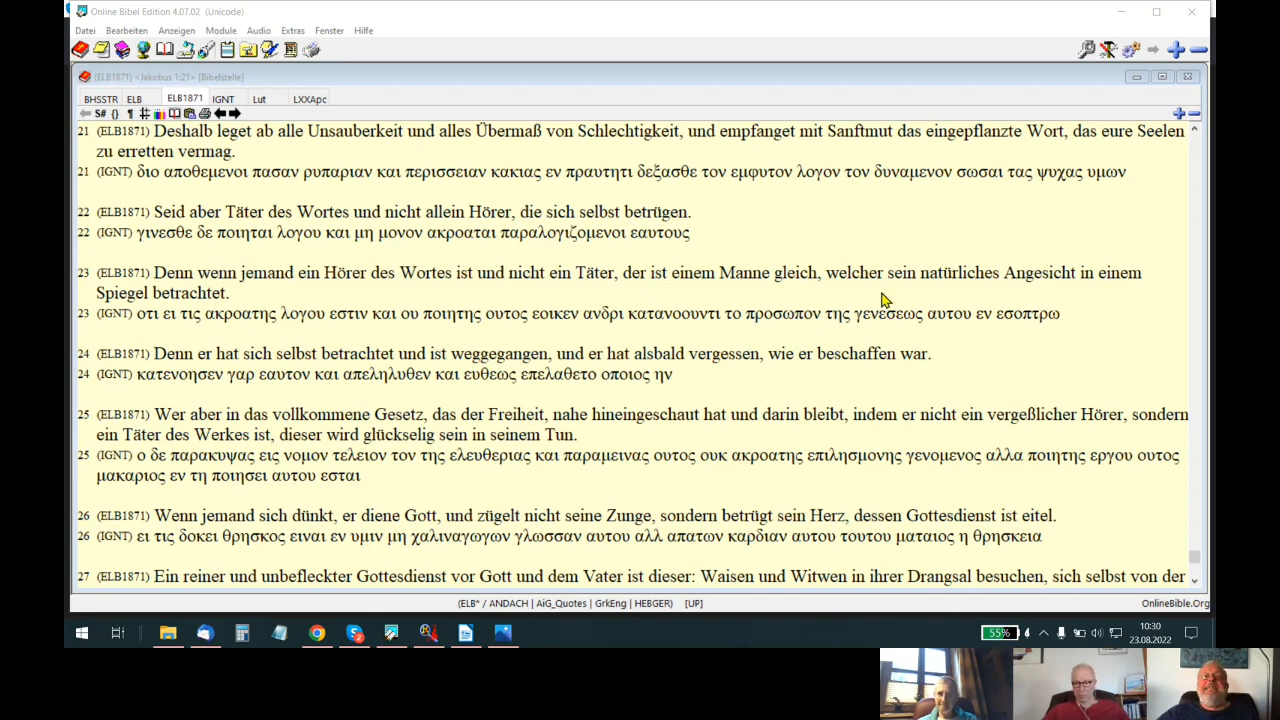 Online Bible Edition 4.07.02 (Unicode)
Datei Bearbeiten Anzeigen Module Audio Extras Fenster Hilfe
(ELB1871) <Jakobus 1:21> [Bibelstelle]
BHSSTR ELB ELB1871 IGNT Lut LXXApc
S# {} ¶
21 (ELB1871) Deshalb leget ab alle Unsauberkeit und alles Übermaß von Schlechtigkeit, und empfanget mit Sanftmut das eingepflanzte Wort, das eure Seelen
zu erretten vermag.
21 (IGNT) διο αποθεμενοι πασαν ρυπαριαν και περισσειαν κακιας εν πραυτητι δεξασθε τον εμφυτον λογον τον δυναμενον σωσαι τας ψυχας υμων
22 (ELB1871) Seid aber Täter des Wortes und nicht allein Hörer, die sich selbst betrügen.
22 (IGNT) γινεσθε δε ποιηται λογου και μη μονον ακροαται παραλογιζομενοι εαυτους
23 (ELB1871) Denn wenn jemand ein Hörer des Wortes ist und nicht ein Täter, der ist einem Manne gleich, welcher sein natürliches Angesicht in einem
Spiegel betrachtet.
23 (IGNT) οτι ει τις ακροατης λογου εστιν και ου ποιητης ουτος εοικεν ανδρι κατανοουντι το προσωπον της γενεσεως αυτου εν εσοπτρω
24 (ELB1871) Denn er hat sich selbst betrachtet und ist weggegangen, und er hat alsbald vergessen, wie er beschaffen war.
24 (IGNT) κατενοησεν γαρ εαυτον και απεληλυθεν και ευθεως επελαθετο οποιος ην
25 (ELB1871) Wer aber in das vollkommene Gesetz, das der Freiheit, nahe hineingeschaut hat und darin bleibt, indem er nicht ein vergeßlicher Hörer, sondern
ein Täter des Werkes ist, dieser wird glückselig sein in seinem Tun.
25 (IGNT) ο δε παρακυψας εις νομον τελειον τον της ελευθεριας και παραμεινας ουτος ουκ ακροατης επιλησμονης γενομενος αλλα ποιητης εργου ουτος
μακαριος εν τη ποιησει αυτου εσται
26 (ELB1871) Wenn jemand sich dünkt, er diene Gott, und zügelt nicht seine Zunge, sondern betrügt sein Herz, dessen Gottesdienst ist eitel.
26 (IGNT) ει τις δοκει θρησκος ειναι εν υμιν μη χαλιναγωγων γλωσσαν αυτου αλλ απατων καρδιαν αυτου τουτου ματαιος η θρησκεια
27 (ELB1871) Ein reiner und unbefleckter Gottesdienst vor Gott und dem Vater ist dieser: Waisen und Witwen in ihrer Drangsal besuchen, sich selbst von der
(ELB* / ANDACH | AiG_Quotes | GrkEng | HEBGER) [UP] OnlineBible.Org
55% 10:30
23.08.2022